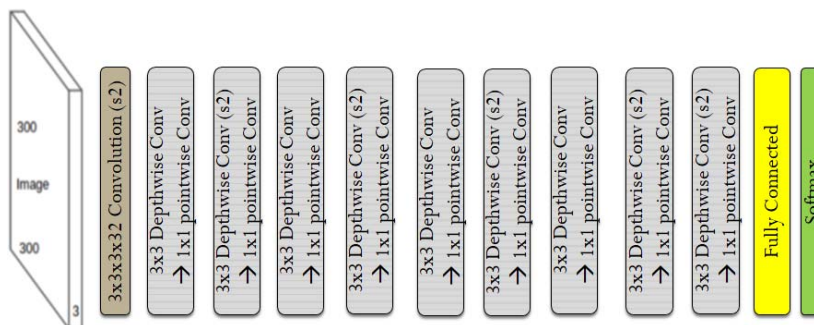 300
Image
300
3
3x3x3x32 Convolution (s2)
3x3 Depthwise Conv
→ 1x1 pointwise Conv
3x3 Depthwise Conv (s2)
→ 1x1 pointwise Conv
3x3 Depthwise Conv
→ 1x1 pointwise Conv
3x3 Depthwise Conv (s2)
→ 1x1 pointwise Conv
3x3 Depthwise Conv
→ 1x1 pointwise Conv
3x3 Depthwise Conv (s2)
→ 1x1 pointwise Conv
3x3 Depthwise Conv
→ 1x1 pointwise Conv
3x3 Depthwise Conv (s2)
→ 1x1 pointwise Conv
3x3 Depthwise Conv (s2)
→ 1x1 pointwise Conv
Fully Connected
Softmax